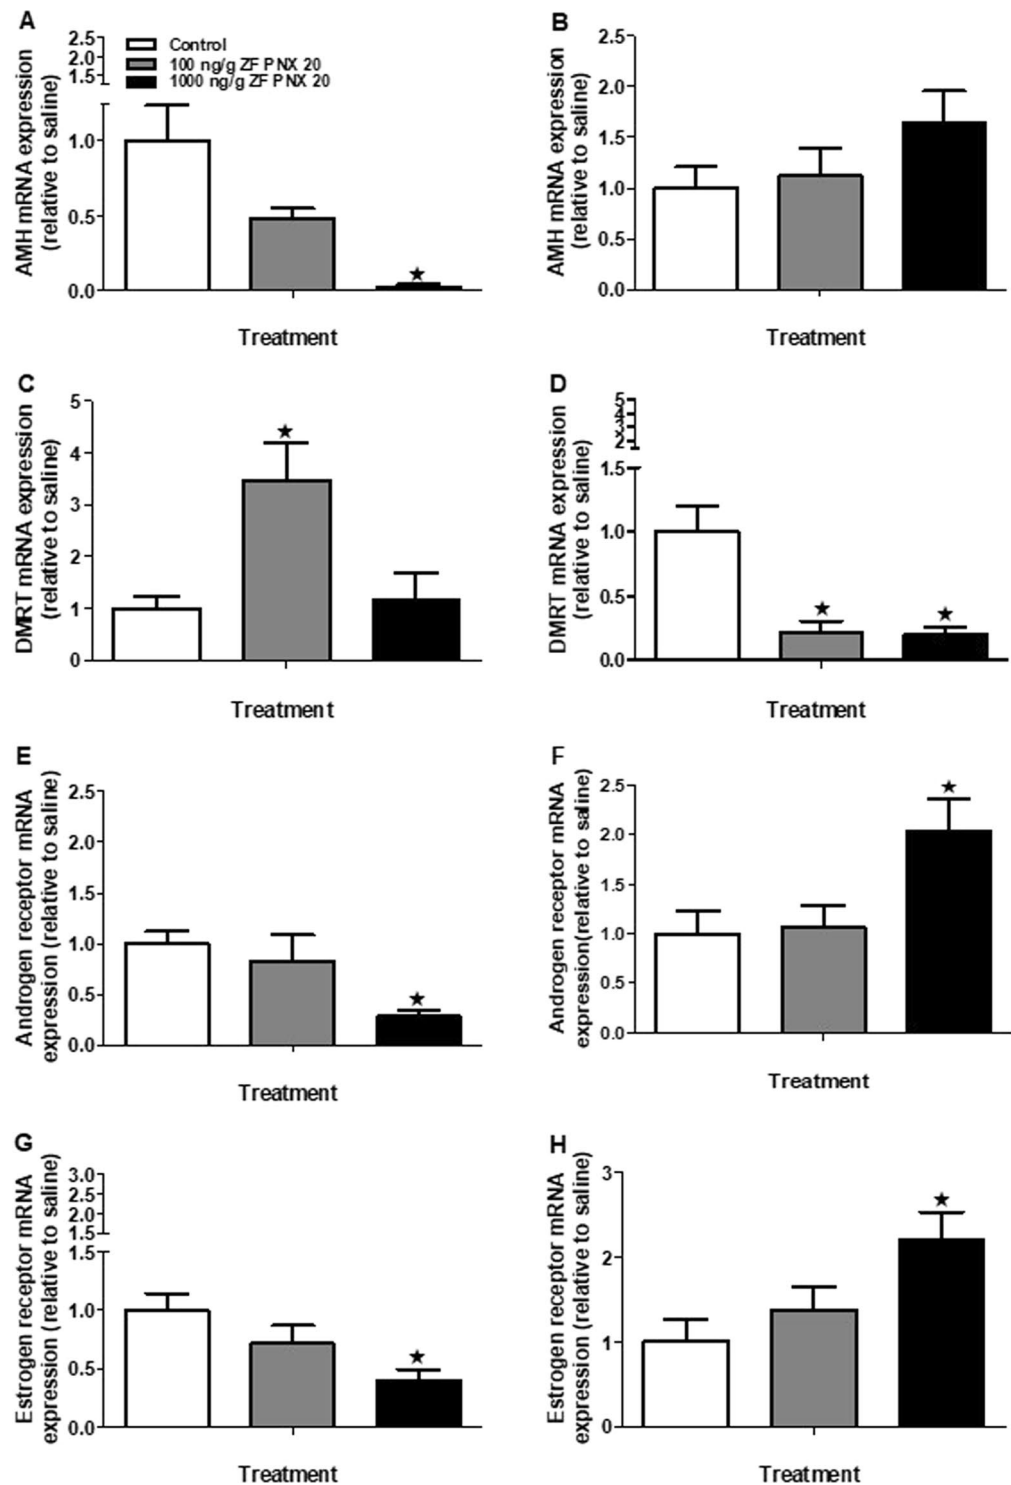 A
AMH mRNA expression
(relative to saline)
2.5
2.0
1.5
1.0
0.5
0.0
Control
100 ng/g ZF PNX 20
1000 ng/g ZF PNX 20
★
Treatment
B
AMH mRNA expression
(relative to saline)
2.5
2.0
1.5
1.0
0.5
0.0
Treatment
C
DMRT mRNA expression
(relative to saline)
5
4
3
2
1
0
★
Treatment
D
DMRT mRNA expression
(relative to saline)
5
4
3
2
1.5
1.0
0.5
0.0
★
★
Treatment
E
Androgen receptor mRNA
expression (relative to saline)
2.5
2.0
1.5
1.0
0.5
0.0
★
Treatment
F
Androgen receptor mRNA
expression(relative to saline)
2.5
2.0
1.5
1.0
0.5
0.0
★
Treatment
G
Estrogen receptor mRNA
expression (relative to saline)
3.0
2.5
2.0
1.5
1.5
1.0
0.5
0.0
★
Treatment
H
Estrogen receptor mRNA
expression (relative to saline)
3
2
1
0
★
Treatment